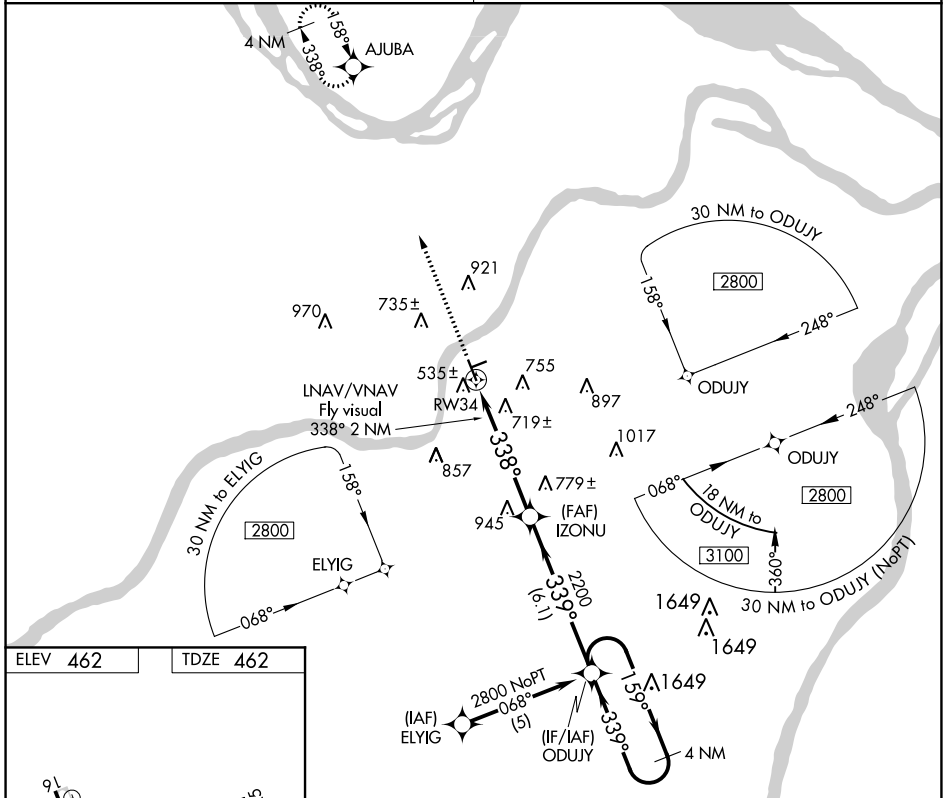 4 NM
158°
338°
AJUBA
30 NM to ODUJY
2800
158°
248°
ODUJY
921
970
735±
535±
755
RW34
897
719±
LNAV/VNAV
Fly visual
338° 2 NM
338°
1017
857
779±
945
(FAF)
IZONU
248°
068°
ODUJY
18 NM to
ODUJY
2800
3100
360°
30 NM to ODUJY (NoPT)
30 NM to ELYIG
158°
2800
ELYIG
068°
2200
339°
(6.1)
1649
1649
1649
2800 NoPT
068°
(5)
(IAF)
ELYIG
(IF/IAF)
ODUJY
159°
339°
4 NM
ELEV 462
TDZE 462
16